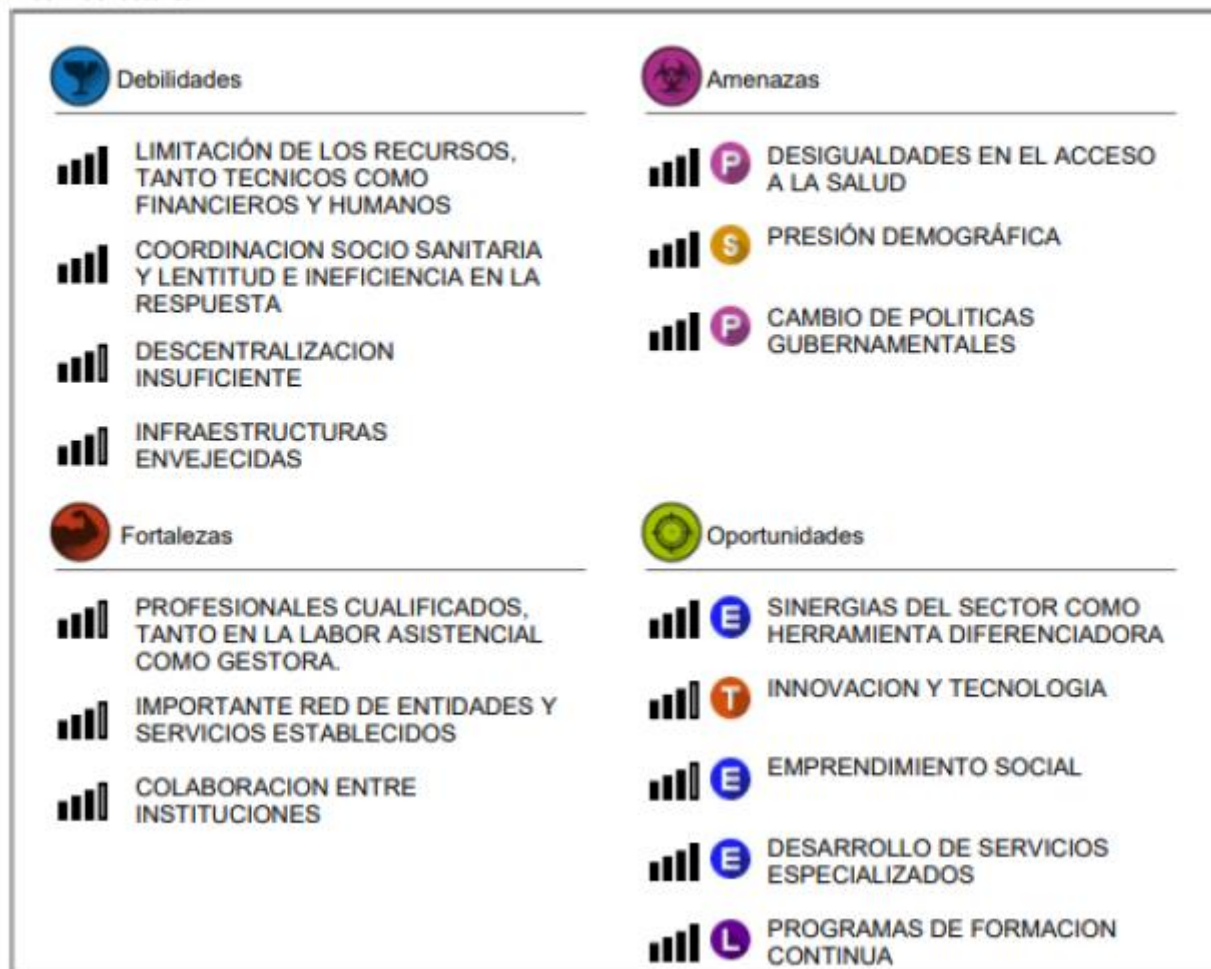 Debilidades
LIMITACIÓN DE LOS RECURSOS,
TANTO TECNICOS COMO
FINANCIEROS Y HUMANOS
COORDINACION SOCIO SANITARIA
Y LENTITUD E INEFICIENCIA EN LA
RESPUESTA
DESCENTRALIZACION
INSUFICIENTE
INFRAESTRUCTURAS
ENVEJECIDAS
Amenazas
P DESIGUALDADES EN EL ACCESO
A LA SALUD
S PRESIÓN DEMOGRÁFICA
P CAMBIO DE POLITICAS
GUBERNAMENTALES
Fortalezas
PROFESIONALES CUALIFICADOS,
TANTO EN LA LABOR ASISTENCIAL
COMO GESTORA.
IMPORTANTE RED DE ENTIDADES Y
SERVICIOS ESTABLECIDOS
COLABORACION ENTRE
INSTITUCIONES
Oportunidades
E SINERGIAS DEL SECTOR COMO
HERRAMIENTA DIFERENCIADORA
T INNOVACION Y TECNOLOGIA
E EMPRENDIMIENTO SOCIAL
E DESARROLLO DE SERVICIOS
ESPECIALIZADOS
L PROGRAMAS DE FORMACION
CONTINUA